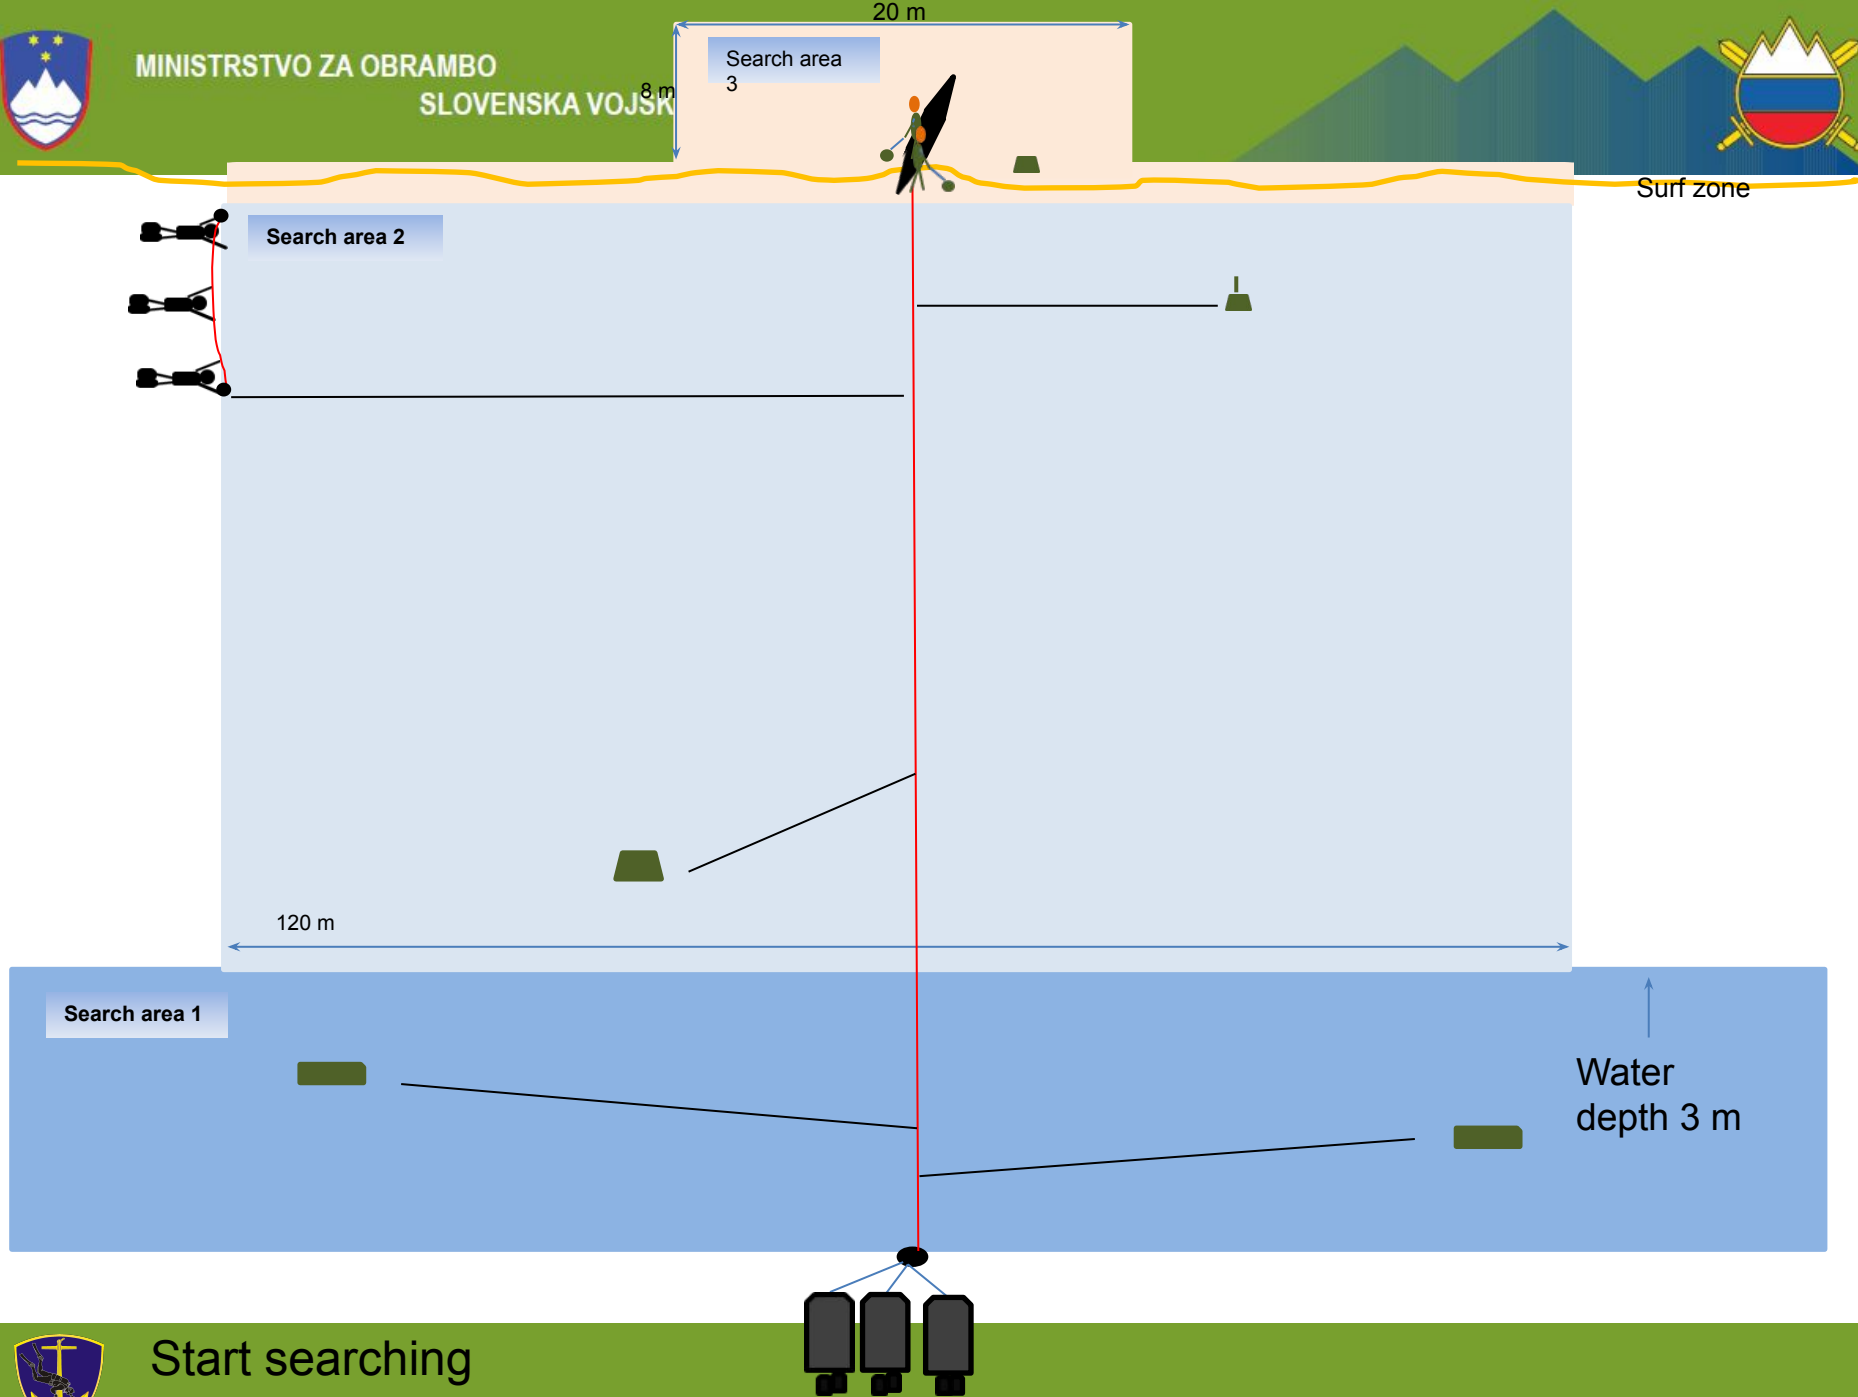 20 m
MINISTRSTVO ZA OBRAMBO
SLOVENSKA VOJSK
Search area
3
8 m
Surf zone
Search area 2
120 m
Search area 1
Water
depth 3 m
Start searching